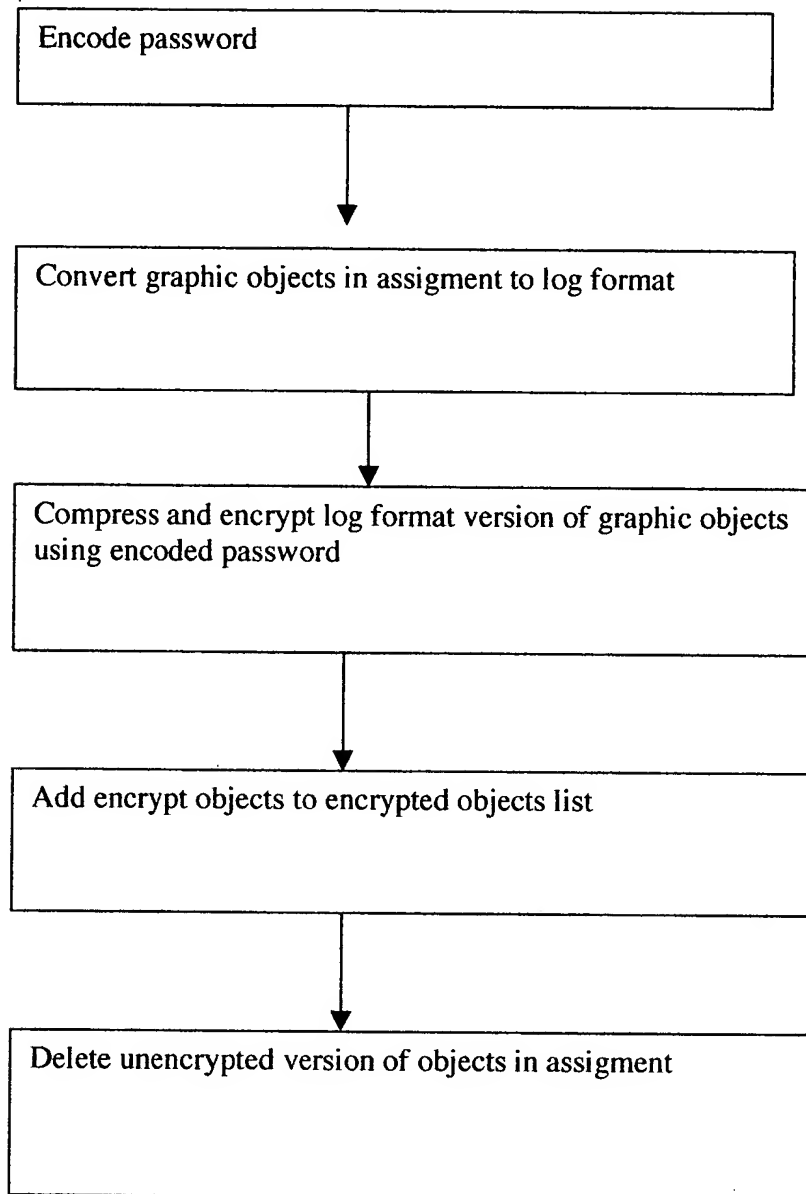 Encode password
Convert graphic objects in assigment to log format
Compress and encrypt log format version of graphic objects
using encoded password
Add encrypt objects to encrypted objects list
Delete unencrypted version of objects in assigment